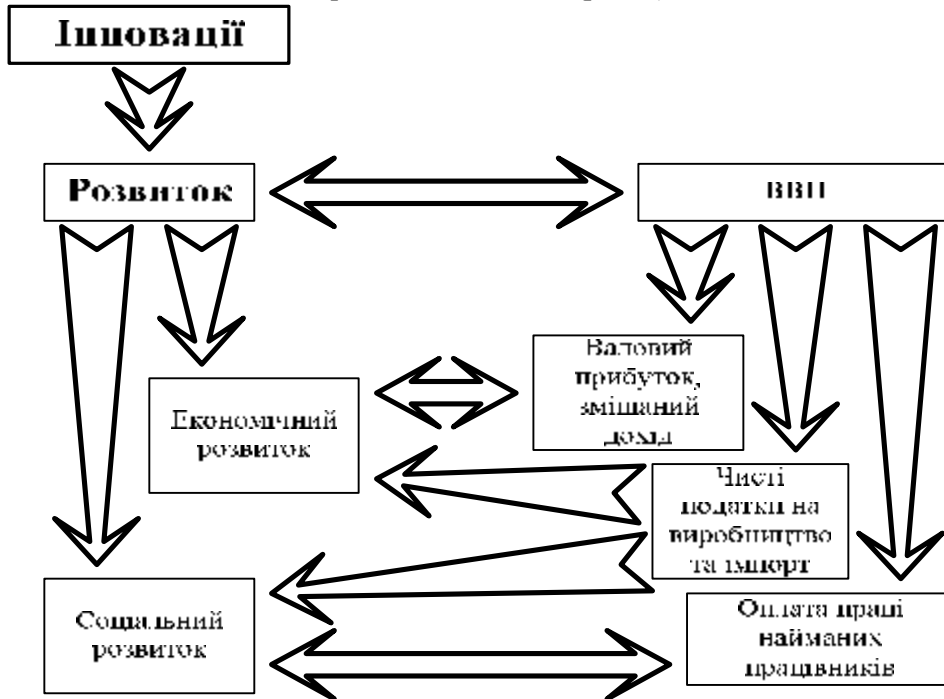 Інновації
Розвиток
ВВП
Валовий
прибуток,
змішаний
дохід
Економічний
розвиток
Чисті
податки на
виробництво
та імпорт
Соціальний
розвиток
Оплата праці
найманих
працівників